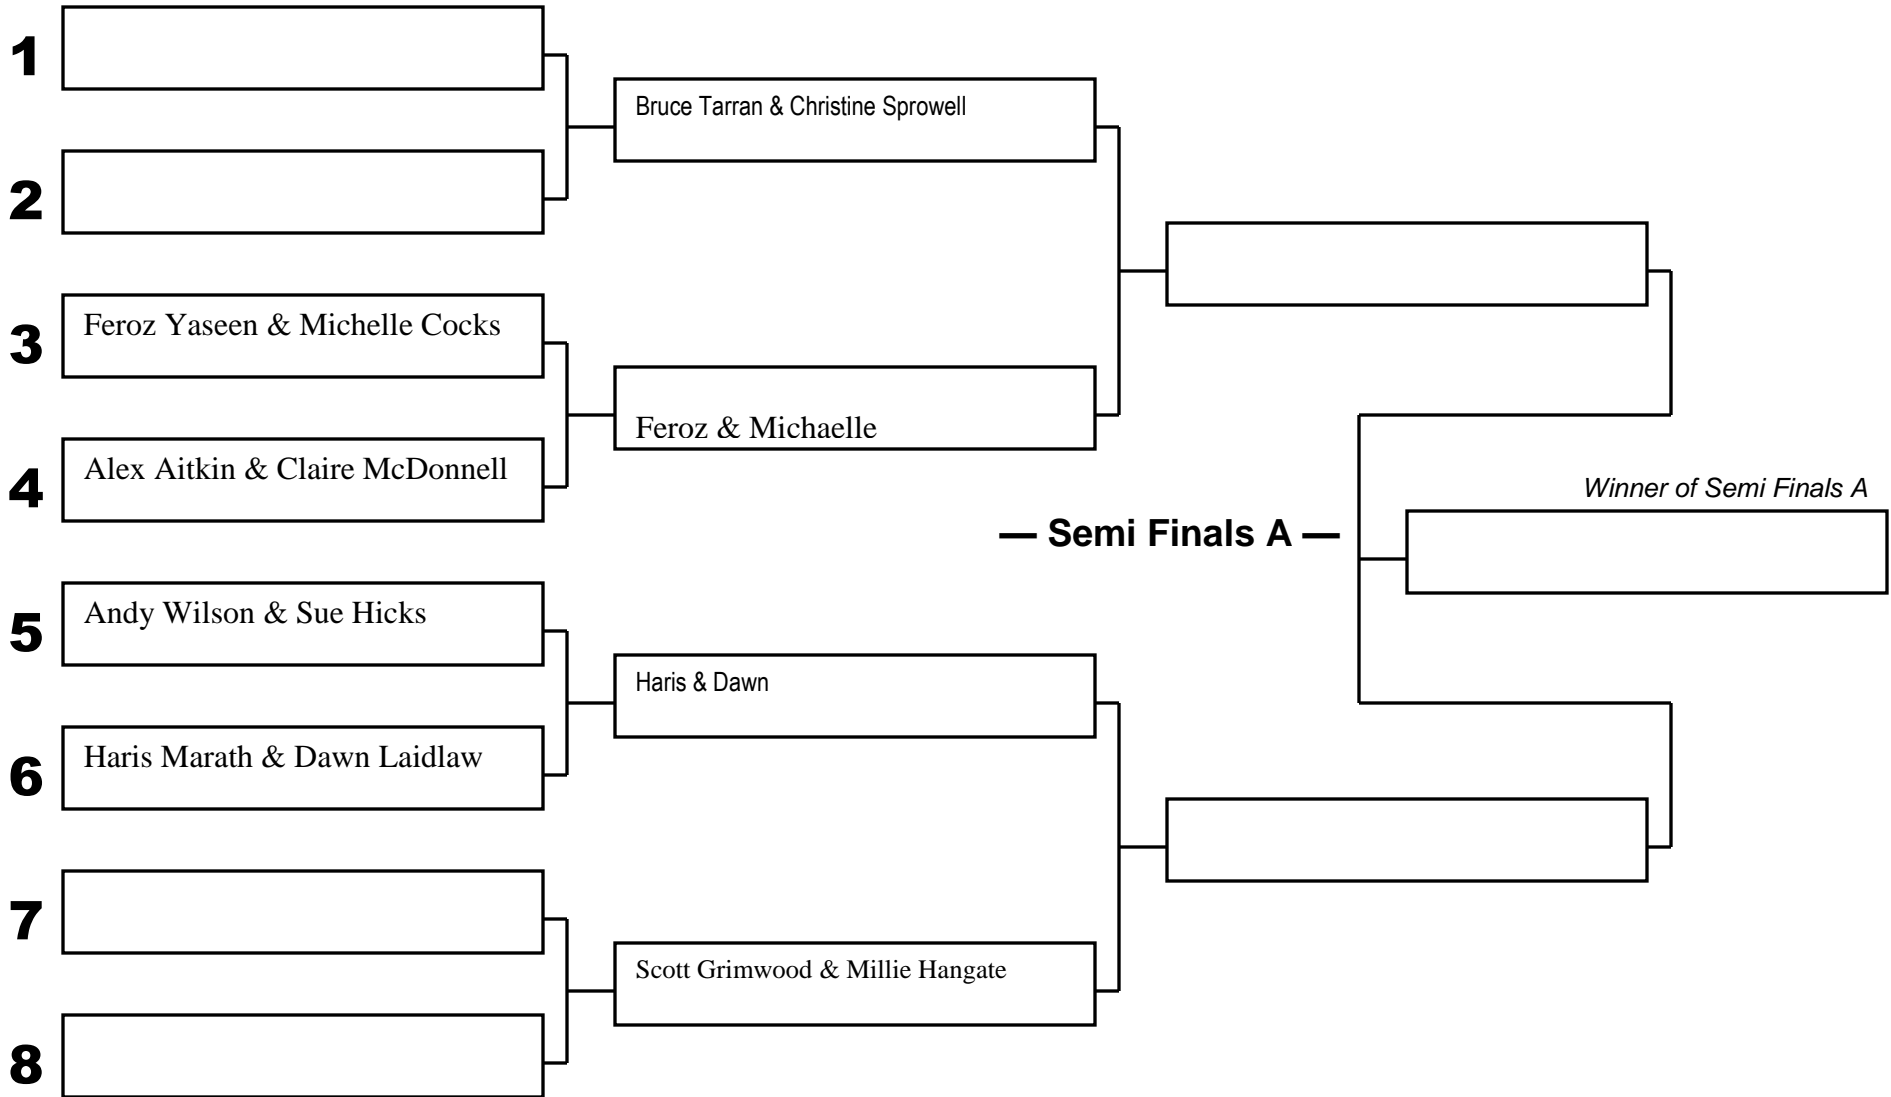 1
2
3
4
5
6
7
8
Feroz Yaseen & Michelle Cocks
Alex Aitkin & Claire McDonnell
Andy Wilson & Sue Hicks
Haris Marath & Dawn Laidlaw
Bruce Tarran & Christine Sprowell
Feroz & Michaelle
Haris & Dawn
Scott Grimwood & Millie Hangate
— Semi Finals A —
Winner of Semi Finals A